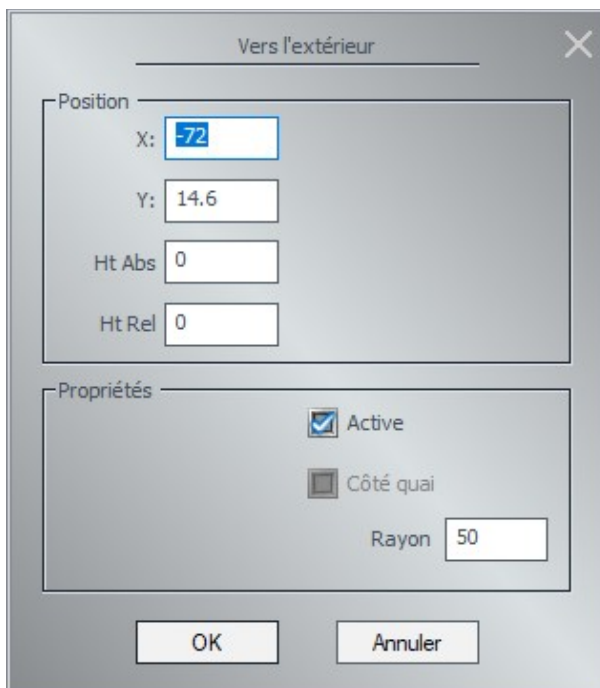 Vers l'extérieur
Position
X: -72
Y: 14.6
Ht Abs 0
Ht Rel 0
Propriétés
Active
Côté quai
Rayon 50
OK Annuler